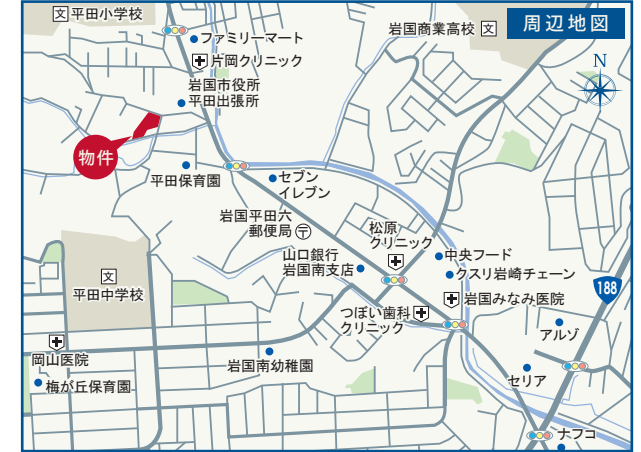 周辺地図
文 平田小学校
ファミリーマート
片岡クリニック
岩国商業高校 文
N
岩国市役所
平田出張所
物件
平田保育園
セブン
イレブン
岩国平田六
郵便局
松原
クリニック
山口銀行
岩国南支店
中央フード
クスリ岩崎チェーン
文
平田中学校
岩国みなみ医院
188
つぼい歯科
クリニック
アルゾ
岡山医院
岩国南幼稚園
梅が丘保育園
セリア
ナフコ